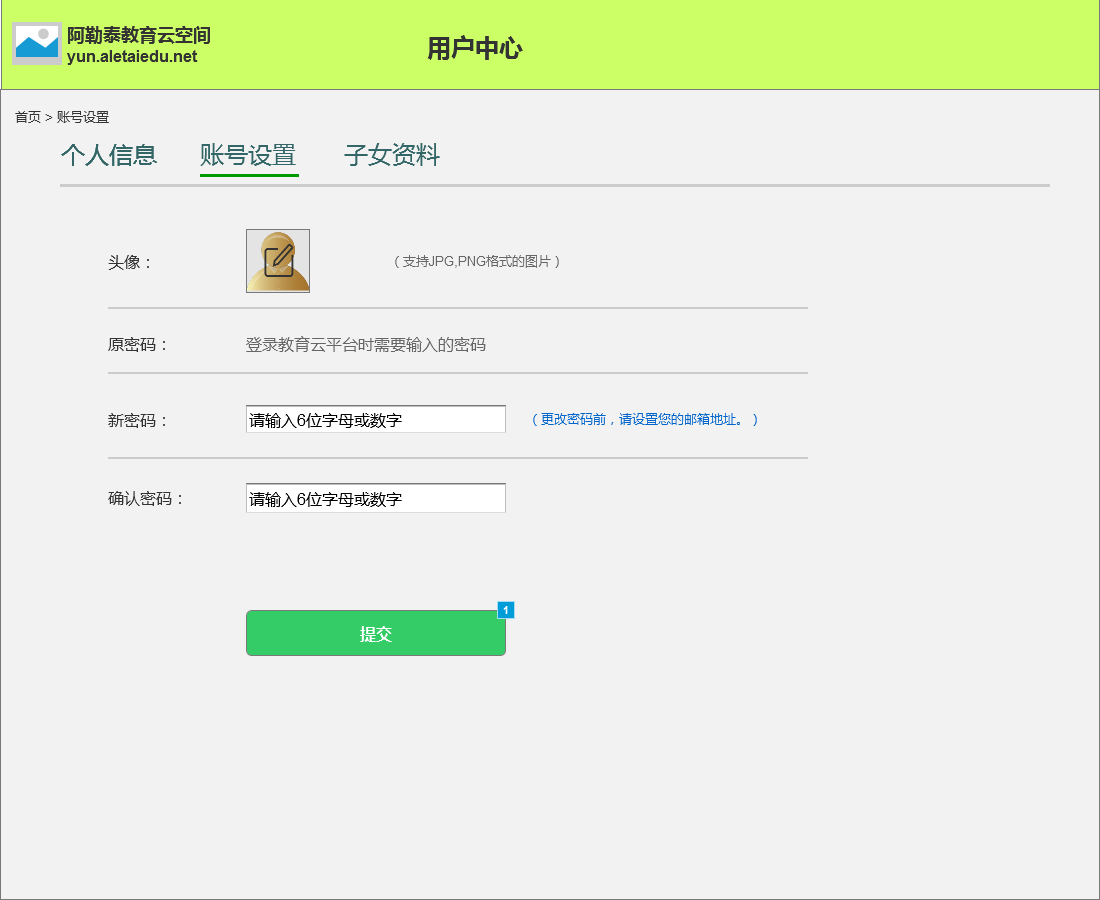 阿勒泰教育云空间
yun.aletaiedu.net
用户中心
首页 > 账号设置
个人信息 账号设置 子女资料
头像：
（支持JPG,PNG格式的图片）
原密码： 登录教育云平台时需要输入的密码
新密码： 请输入6位字母或数字 （更改密码前，请设置您的邮箱地址。）
确认密码： 请输入6位字母或数字
1
提交